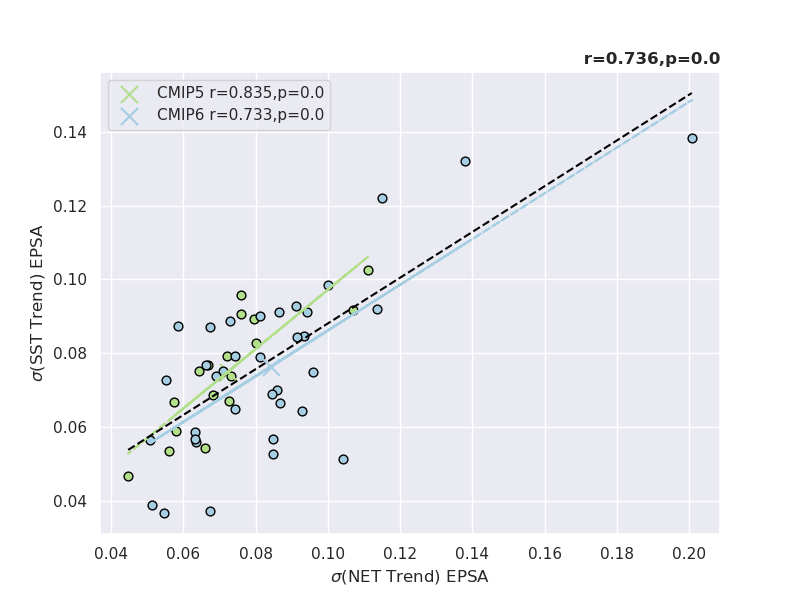 r=0.736,p=0.0
CMIP5 r=0.835,p=0.0
CMIP6 r=0.733,p=0.0
0.14
0.12
0.10
0.08
0.06
0.04
σ(SST Trend) EPSA
0.04 0.06 0.08 0.10 0.12 0.14 0.16 0.18 0.20
σ(NET Trend) EPSA